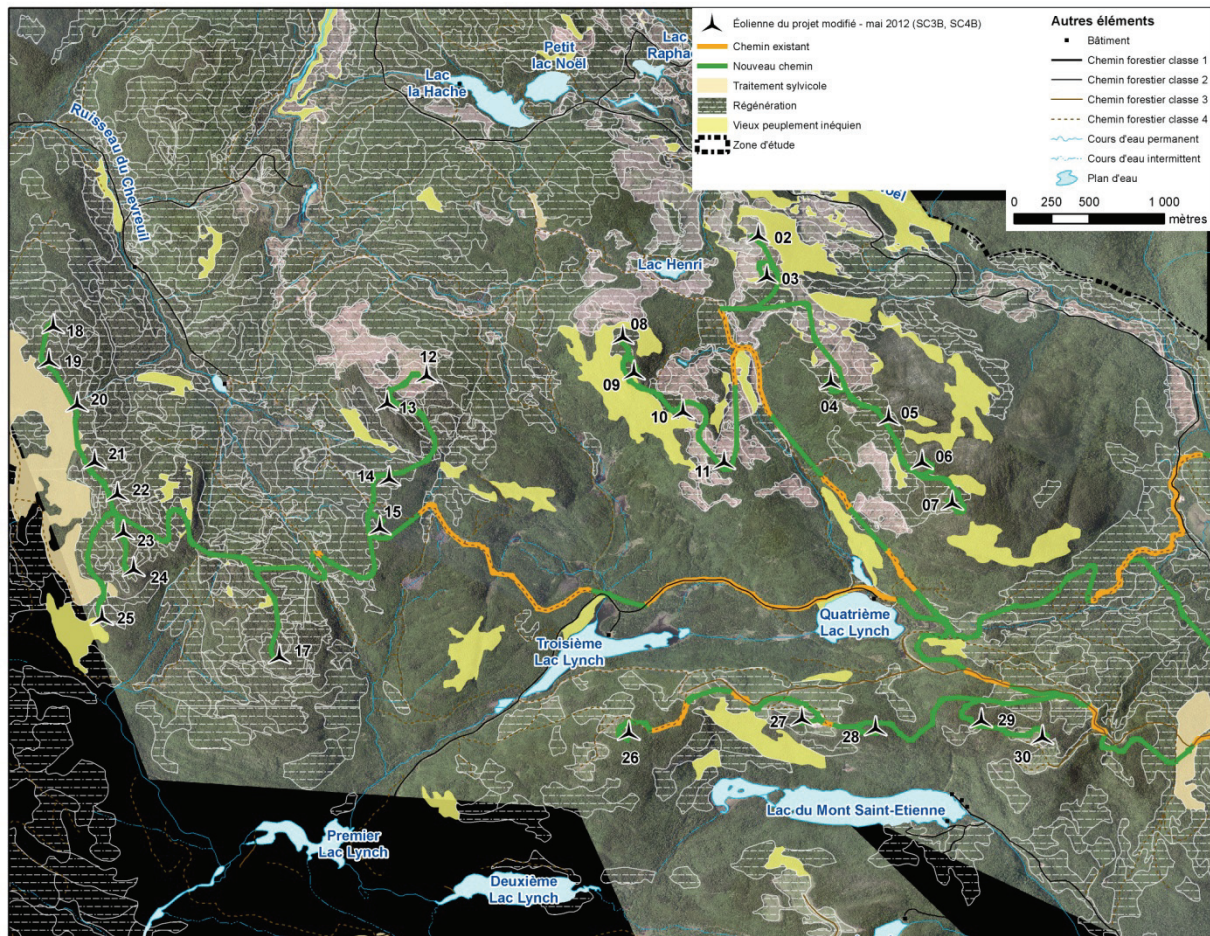 Éolienne du projet modifié - mai 2012 (SC3B, SC4B)
Chemin existant
Nouveau chemin
Traitement sylvicole
Régénération
Vieux peuplement inéquien
Zone d'étude
Autres éléments
Bâtiment
Chemin forestier classe 1
Chemin forestier classe 2
Chemin forestier classe 3
Chemin forestier classe 4
Cours d'eau permanent
Cours d'eau intermittent
Plan d'eau
0 250 500 1 000
mètres
Lac
la Hache
Petit
lac Noël
Lac
Ruisseau du Chevreuil
Lac Henri
02
03
08
09
10
11
04
05
06
07
12
13
14
15
18
19
20
21
22
23
24
25
17
Quatrième
Lac Lynch
Troisième
Lac Lynch
26
27
28
29
30
Lac du Mont Saint-Etienne
Premier
Lac Lynch
Deuxième
Lac Lynch